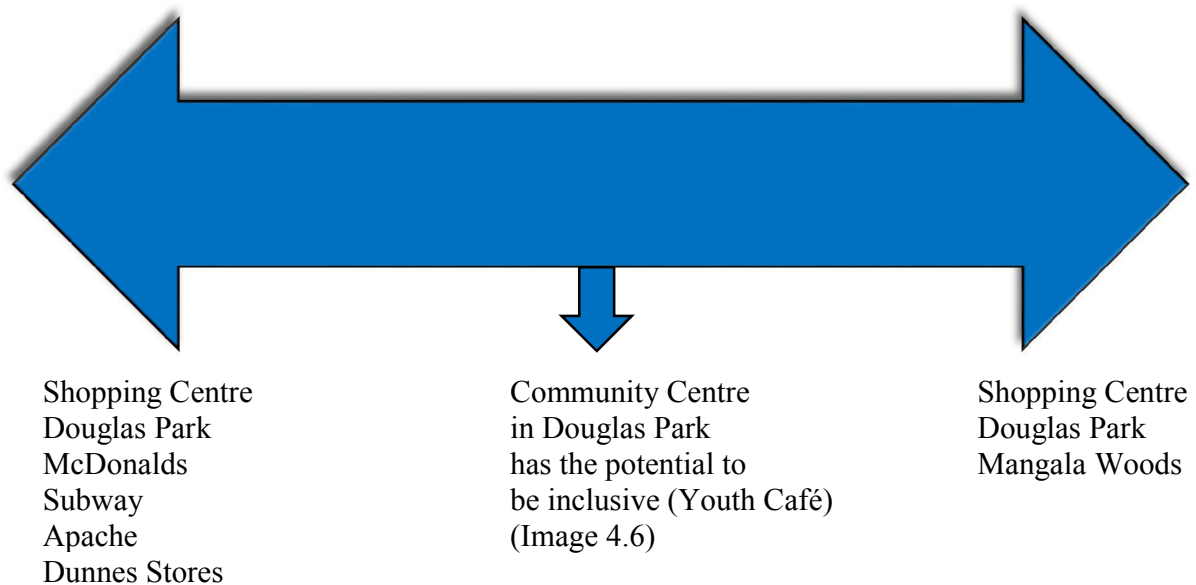 Shopping Centre
Douglas Park
McDonalds
Subway
Apache
Dunnes Stores
Community Centre
in Douglas Park
has the potential to
be inclusive (Youth Café)
(Image 4.6)
Shopping Centre
Douglas Park
Mangala Woods